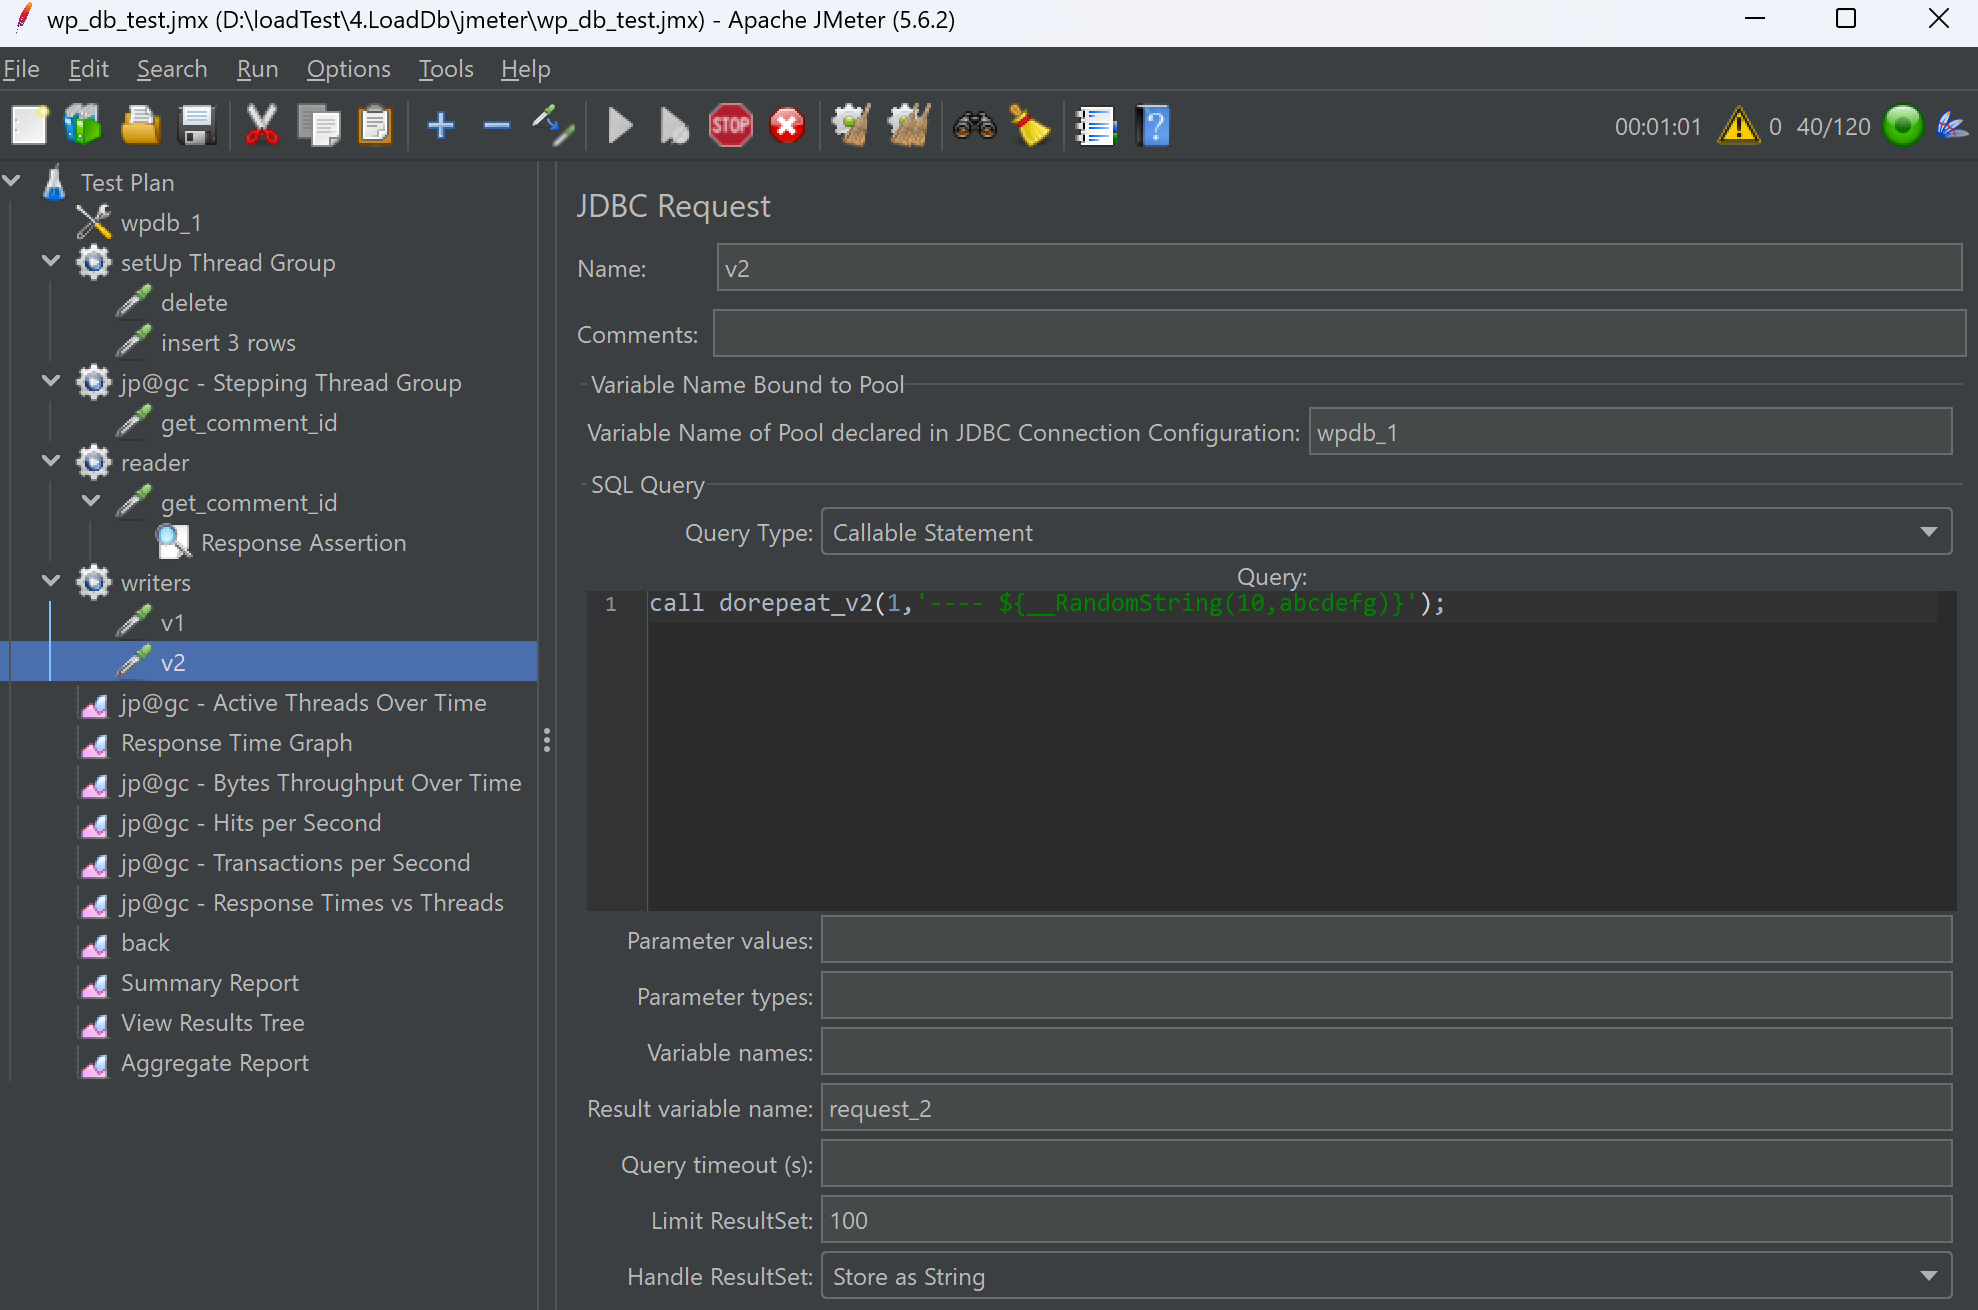 wp_db_test.jmx (D:\loadTest\4.LoadDb\jmeter\wp_db_test.jmx) - Apache JMeter (5.6.2)
File Edit Search Run Options Tools Help
STOP ? 00:01:01 0 40/120
Test Plan
wpdb_1
setUp Thread Group
delete
insert 3 rows
jp@gc - Stepping Thread Group
get_comment_id
reader
get_comment_id
Response Assertion
writers
v1
v2
jp@gc - Active Threads Over Time
Response Time Graph
jp@gc - Bytes Throughput Over Time
jp@gc - Hits per Second
jp@gc - Transactions per Second
jp@gc - Response Times vs Threads
back
Summary Report
View Results Tree
Aggregate Report
JDBC Request
Name: v2
Comments:
Variable Name Bound to Pool
Variable Name of Pool declared in JDBC Connection Configuration: wpdb_1
SQL Query
Query Type: Callable Statement
Query:
1 call dorepeat_v2(1,'---- ${__RandomString(10,abcdefg)}');
Parameter values:
Parameter types:
Variable names:
Result variable name: request_2
Query timeout (s):
Limit ResultSet: 100
Handle ResultSet: Store as String